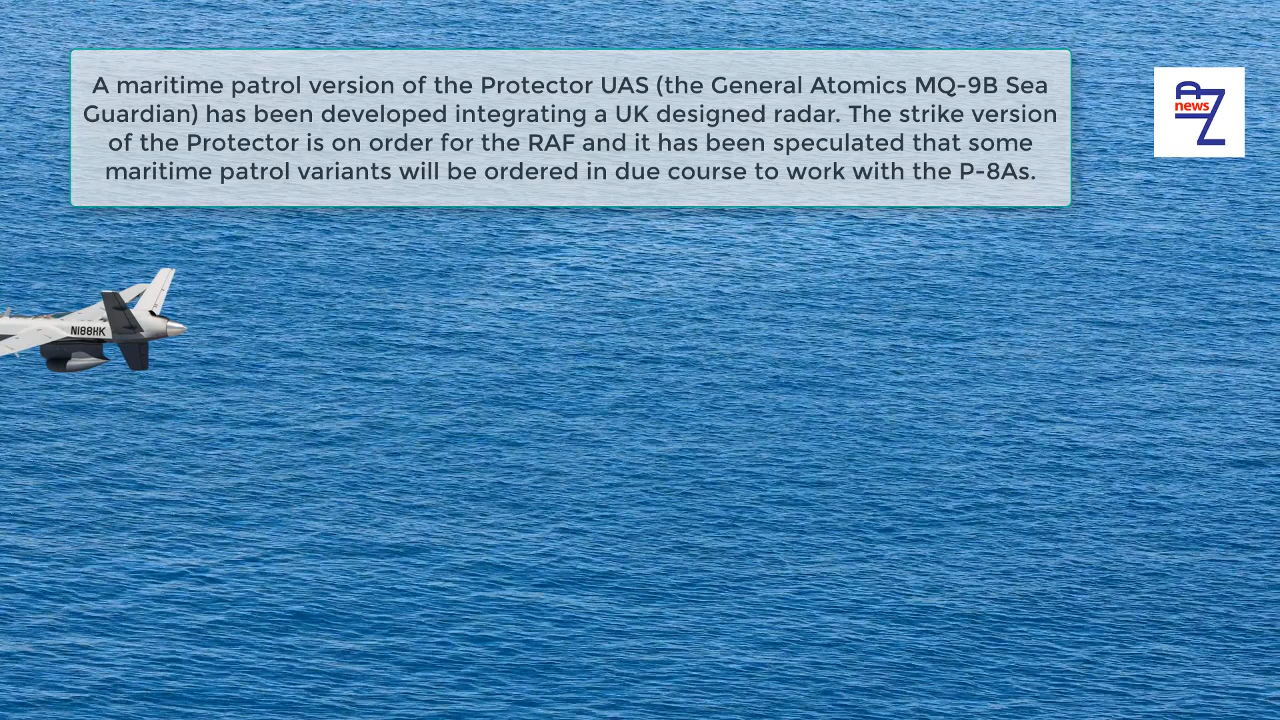 A maritime patrol version of the Protector UAS (the General Atomics MQ-9B Sea
Guardian) has been developed integrating a UK designed radar. The strike version
of the Protector is on order for the RAF and it has been speculated that some
maritime patrol variants will be ordered in due course to work with the P-8As.
A
news
Z
N188HK